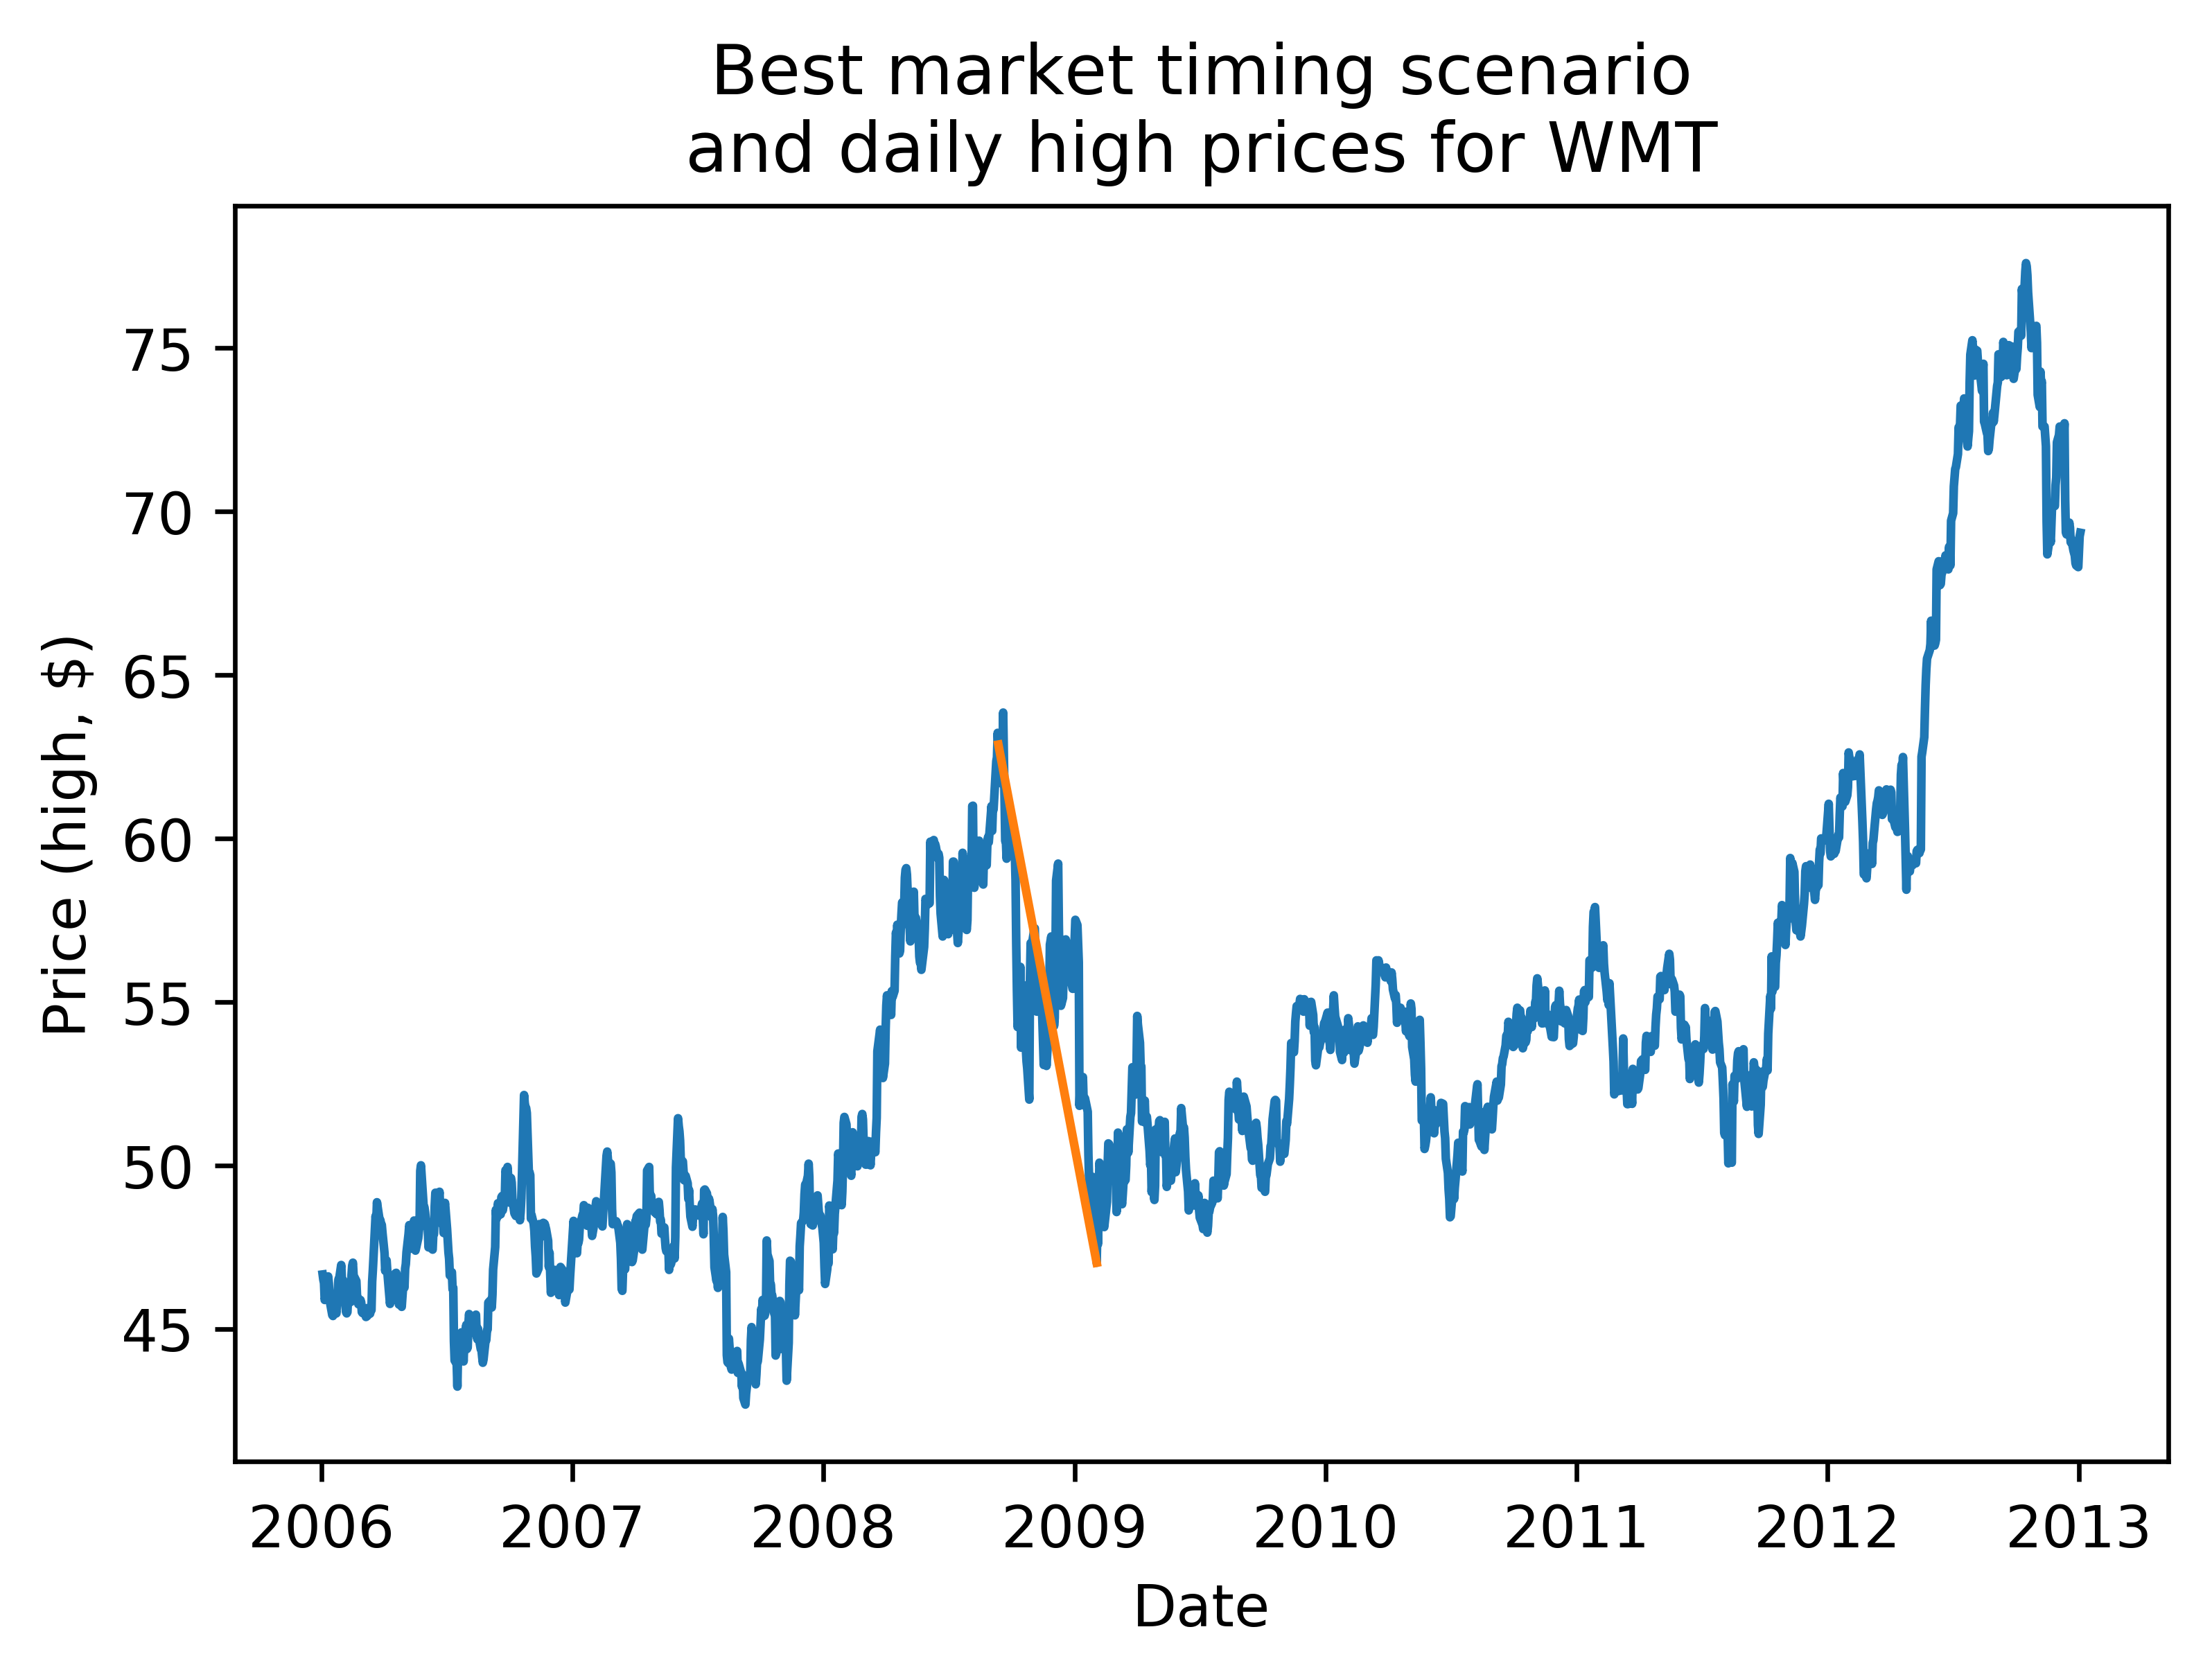 Best market timing scenario
and daily high prices for WMT
Price (high, $)
75
70
65
60
55
50
45
2006 2007 2008 2009 2010 2011 2012 2013
Date